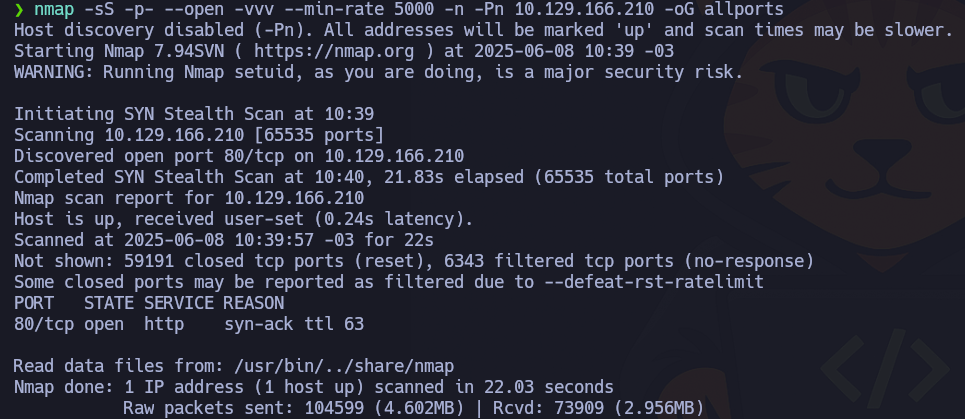 ❯ nmap -sS -p- --open -vvv --min-rate 5000 -n -Pn 10.129.166.210 -oG allports
Host discovery disabled (-Pn). All addresses will be marked 'up' and scan times may be slower.
Starting Nmap 7.94SVN ( https://nmap.org ) at 2025-06-08 10:39 -03
WARNING: Running Nmap setuid, as you are doing, is a major security risk.

Initiating SYN Stealth Scan at 10:39
Scanning 10.129.166.210 [65535 ports]
Discovered open port 80/tcp on 10.129.166.210
Completed SYN Stealth Scan at 10:40, 21.83s elapsed (65535 total ports)
Nmap scan report for 10.129.166.210
Host is up, received user-set (0.24s latency).
Scanned at 2025-06-08 10:39:57 -03 for 22s
Not shown: 59191 closed tcp ports (reset), 6343 filtered tcp ports (no-response)
Some closed ports may be reported as filtered due to --defeat-rst-ratelimit
PORT   STATE SERVICE REASON
80/tcp open  http    syn-ack ttl 63

Read data files from: /usr/bin/../share/nmap
Nmap done: 1 IP address (1 host up) scanned in 22.03 seconds
           Raw packets sent: 104599 (4.602MB) | Rcvd: 73909 (2.956MB)
</>